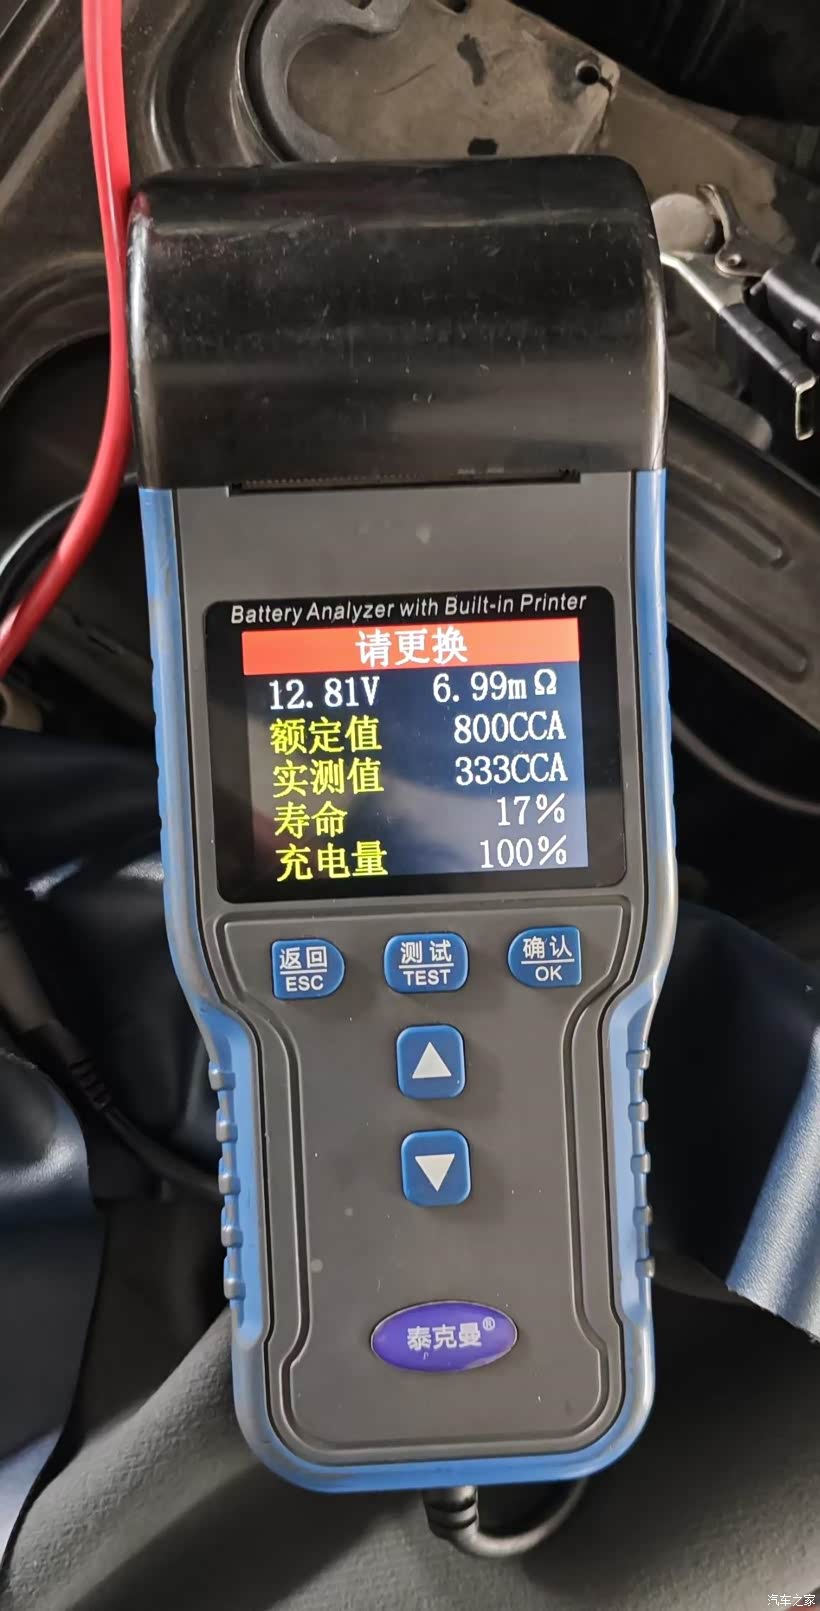 Battery Analyzer with Built-in Printer
请更换
12.81V 6.99mΩ
额定值 800CCA
实测值 333CCA
寿命 17%
充电量 100%
返回 测试 确认
ESC TEST OK
泰克曼®
汽车之家